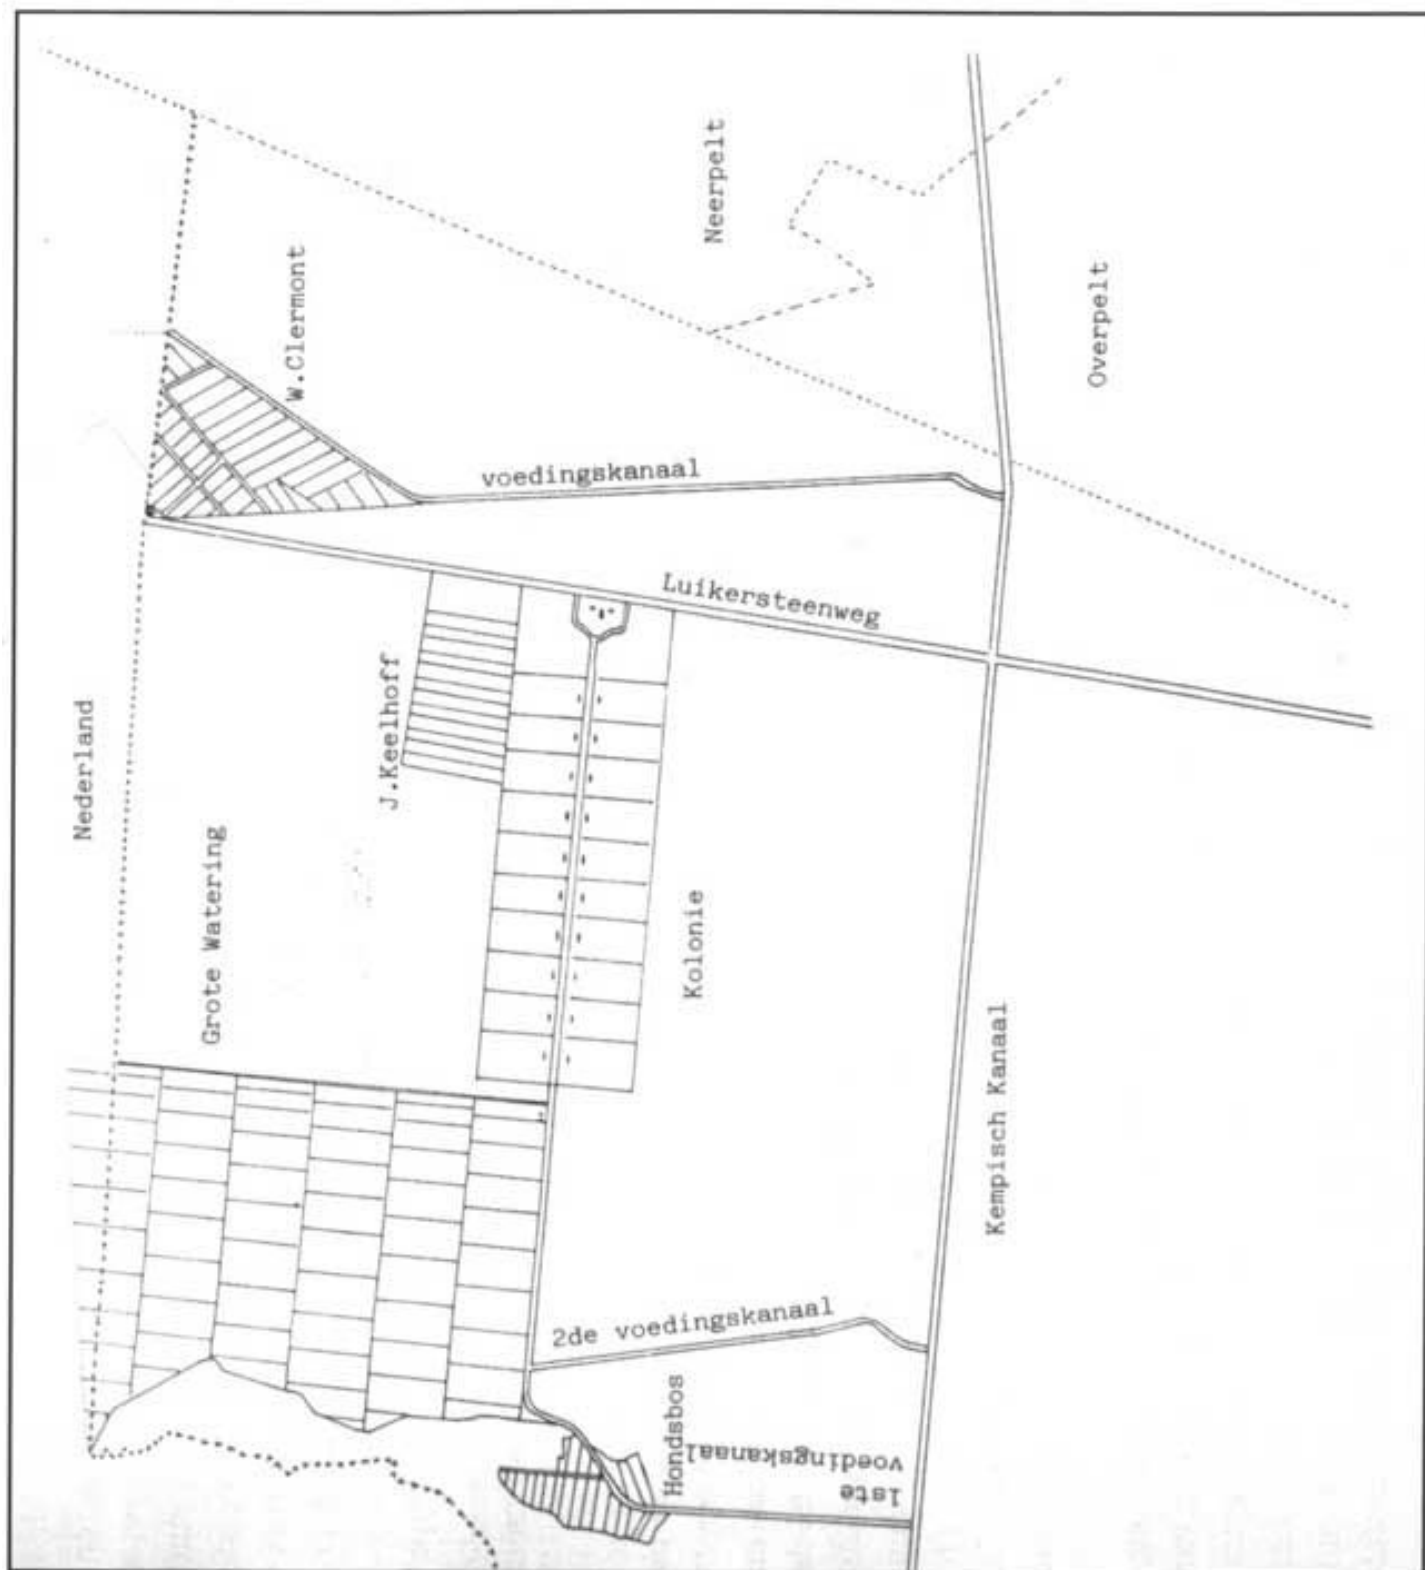 Neerpelt
W.Clermont
Overpelt
voedingskanaal
Luikersteenweg
J.Keelhoff
Nederland
Grote Watering
Kolonie
Kempisch Kanaal
2de voedingskanaal
Hondsbos
1ste
voedingskanaal